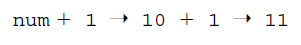 num + 1 → 10 + 1 → 11